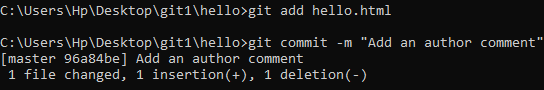 C:\Users\Hp\Desktop\git1\hello>git add hello.html
C:\Users\Hp\Desktop\git1\hello>git commit -m "Add an author comment"
[master 96a84be] Add an author comment
 1 file changed, 1 insertion(+), 1 deletion(-)